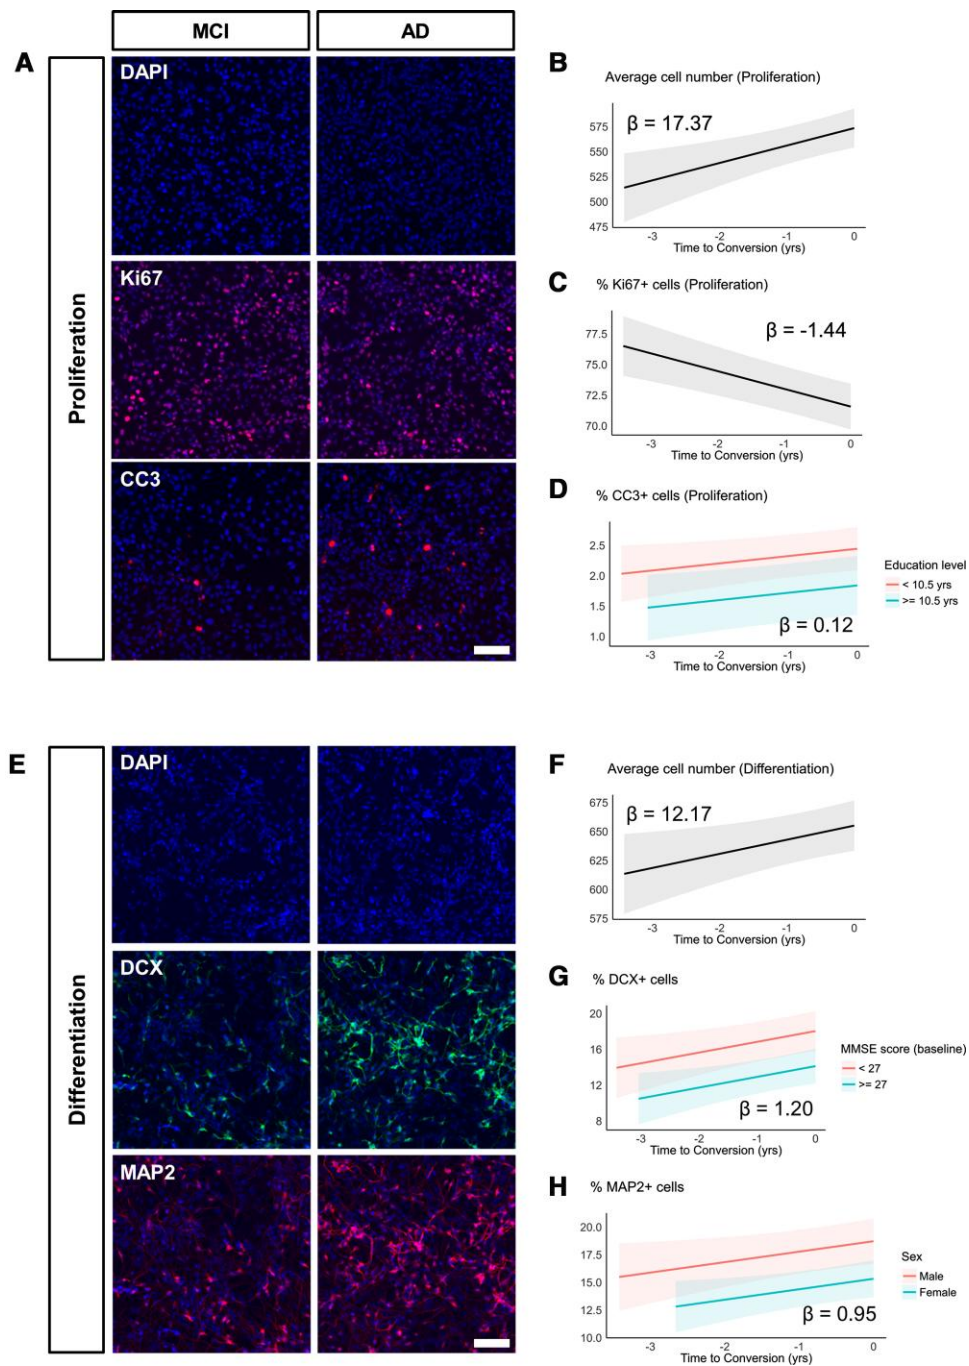 MCI
AD
A
Proliferation
DAPI
Ki67
CC3
B
Average cell number (Proliferation)
β = 17.37
575
550
525
500
475
-3
-2
-1
0
Time to Conversion (yrs)
C
% Ki67+ cells (Proliferation)
β = -1.44
77.5
75.0
72.5
70.0
-3
-2
-1
0
Time to Conversion (yrs)
D
% CC3+ cells (Proliferation)
2.5
2.0
1.5
1.0
β = 0.12
-3
-2
-1
0
Time to Conversion (yrs)
Education level
< 10.5 yrs
>= 10.5 yrs
E
Differentiation
DAPI
DCX
MAP2
F
Average cell number (Differentiation)
β = 12.17
675
650
625
600
575
-3
-2
-1
0
Time to Conversion (yrs)
G
% DCX+ cells
20
16
12
8
β = 1.20
-3
-2
-1
0
Time to Conversion (yrs)
MMSE score (baseline)
< 27
>= 27
H
% MAP2+ cells
20.0
17.5
15.0
12.5
10.0
β = 0.95
-3
-2
-1
0
Time to Conversion (yrs)
Sex
Male
Female